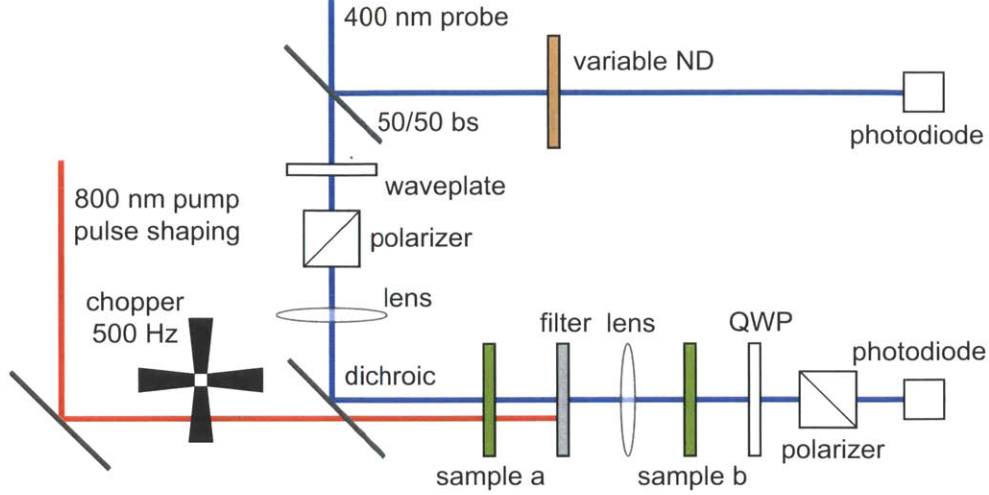 400 nm probe
variable ND
50/50 bs
photodiode
waveplate
800 nm pump
pulse shaping
polarizer
chopper
500 Hz
lens
filter
lens
QWP
photodiode
dichroic
polarizer
sample a
sample b